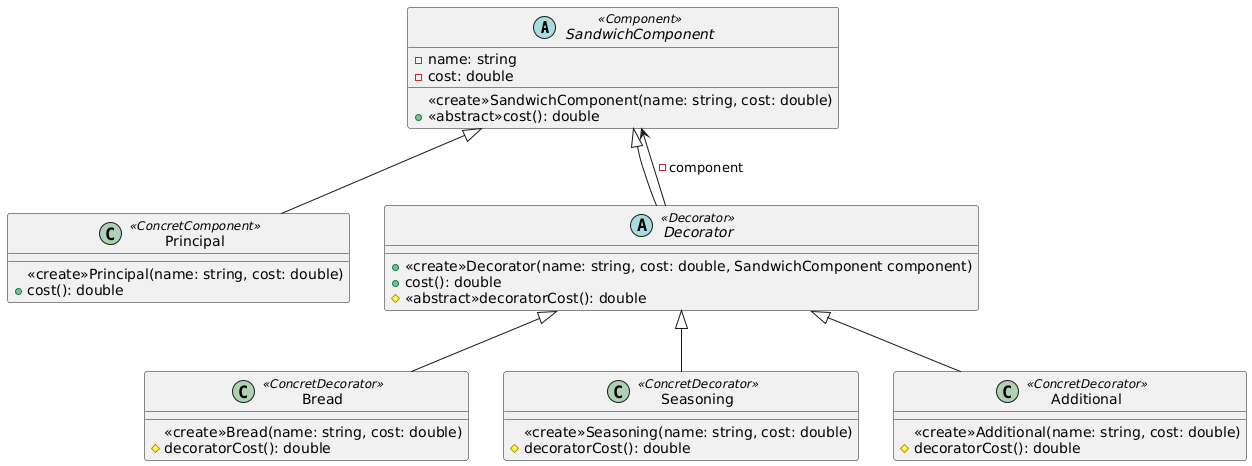 A
«Component»
SandwichComponent
name: string
cost: double
«create»SandwichComponent(name: string, cost: double)
«abstract»cost(): double
component
C
«ConcretComponent»
Principal
«create»Principal(name: string, cost: double)
cost(): double
A
«Decorator»
Decorator
«create»Decorator(name: string, cost: double, SandwichComponent component)
cost(): double
«abstract»decoratorCost(): double
C
«ConcretDecorator»
Bread
«create»Bread(name: string, cost: double)
decoratorCost(): double
C
«ConcretDecorator»
Seasoning
«create»Seasoning(name: string, cost: double)
decoratorCost(): double
C
«ConcretDecorator»
Additional
«create»Additional(name: string, cost: double)
decoratorCost(): double